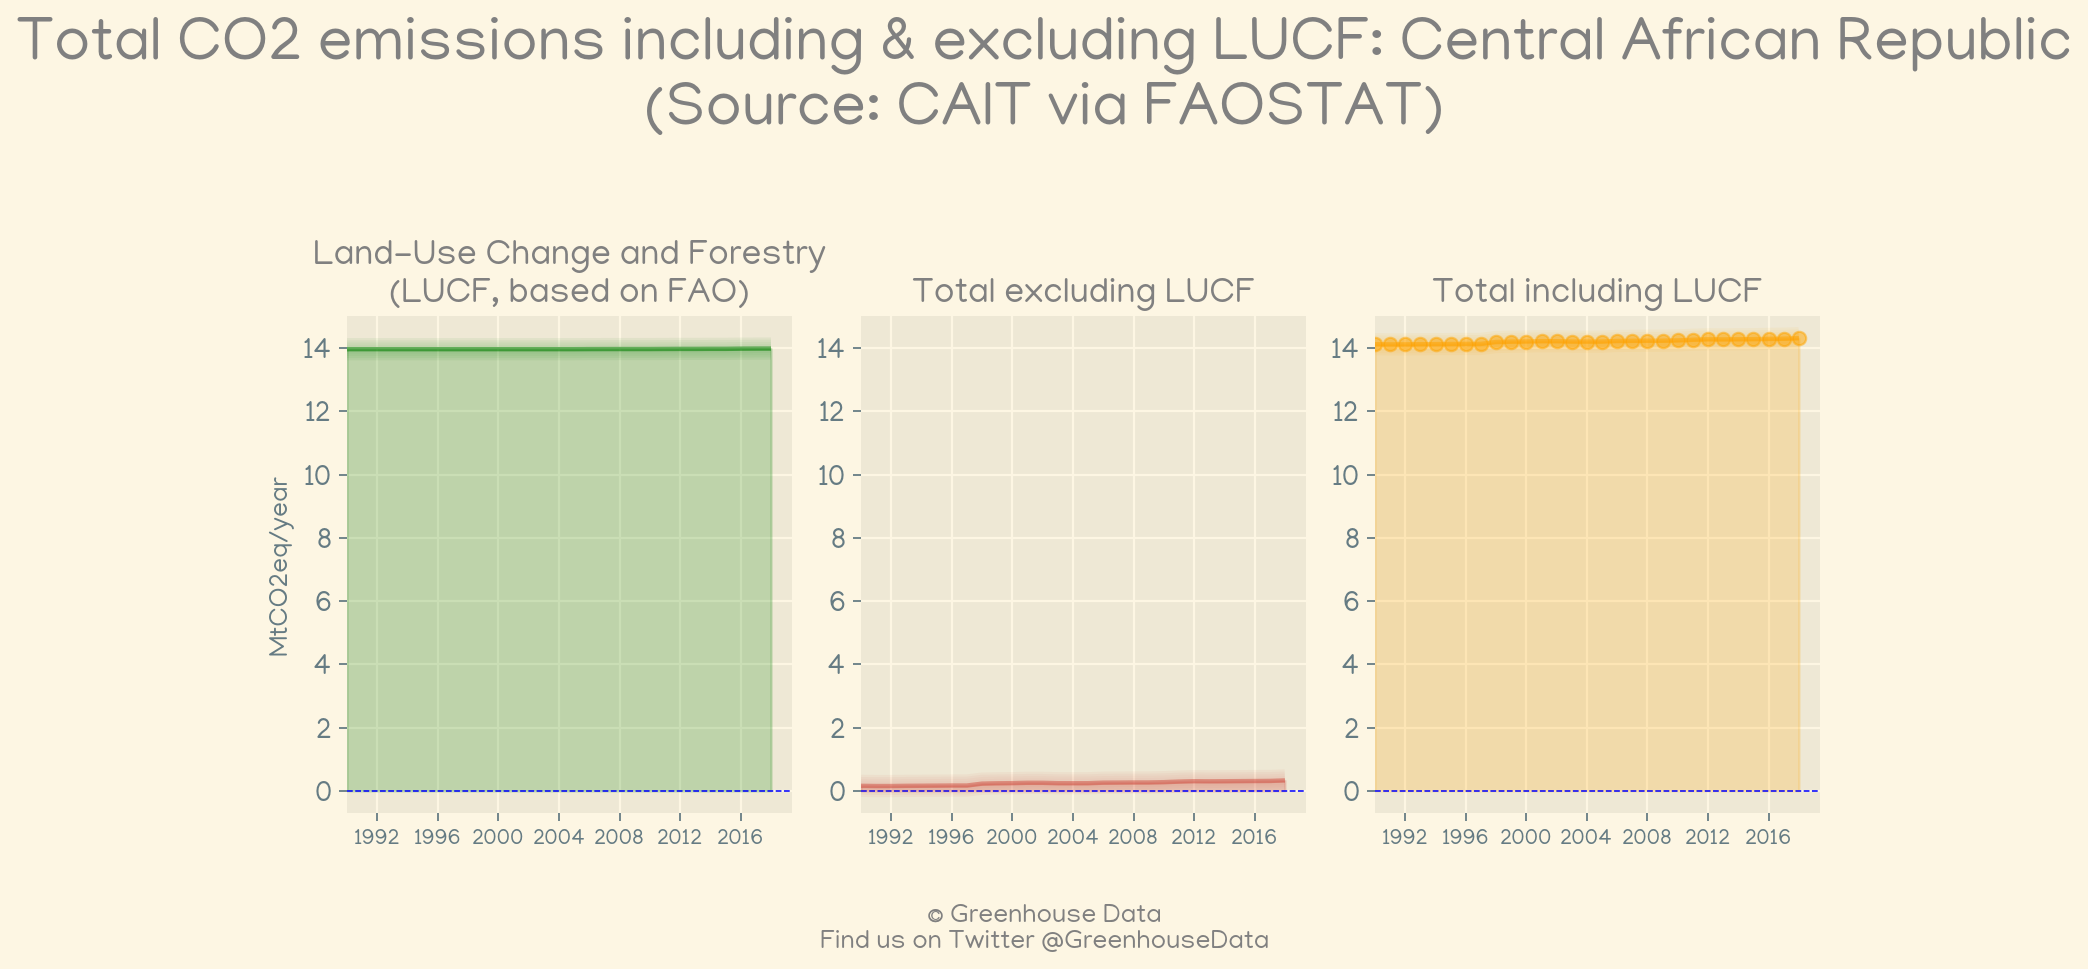 Total CO2 emissions including & excluding LUCF: Central African Republic
(Source: CAIT via FAOSTAT)
Land-Use Change and Forestry
(LUCF, based on FAO)
Total excluding LUCF
Total including LUCF
MtCO2eq/year
14
12
10
8
6
4
2
0
1992 1996 2000 2004 2008 2012 2016
14
12
10
8
6
4
2
0
1992 1996 2000 2004 2008 2012 2016
14
12
10
8
6
4
2
0
1992 1996 2000 2004 2008 2012 2016
© Greenhouse Data
Find us on Twitter @GreenhouseData